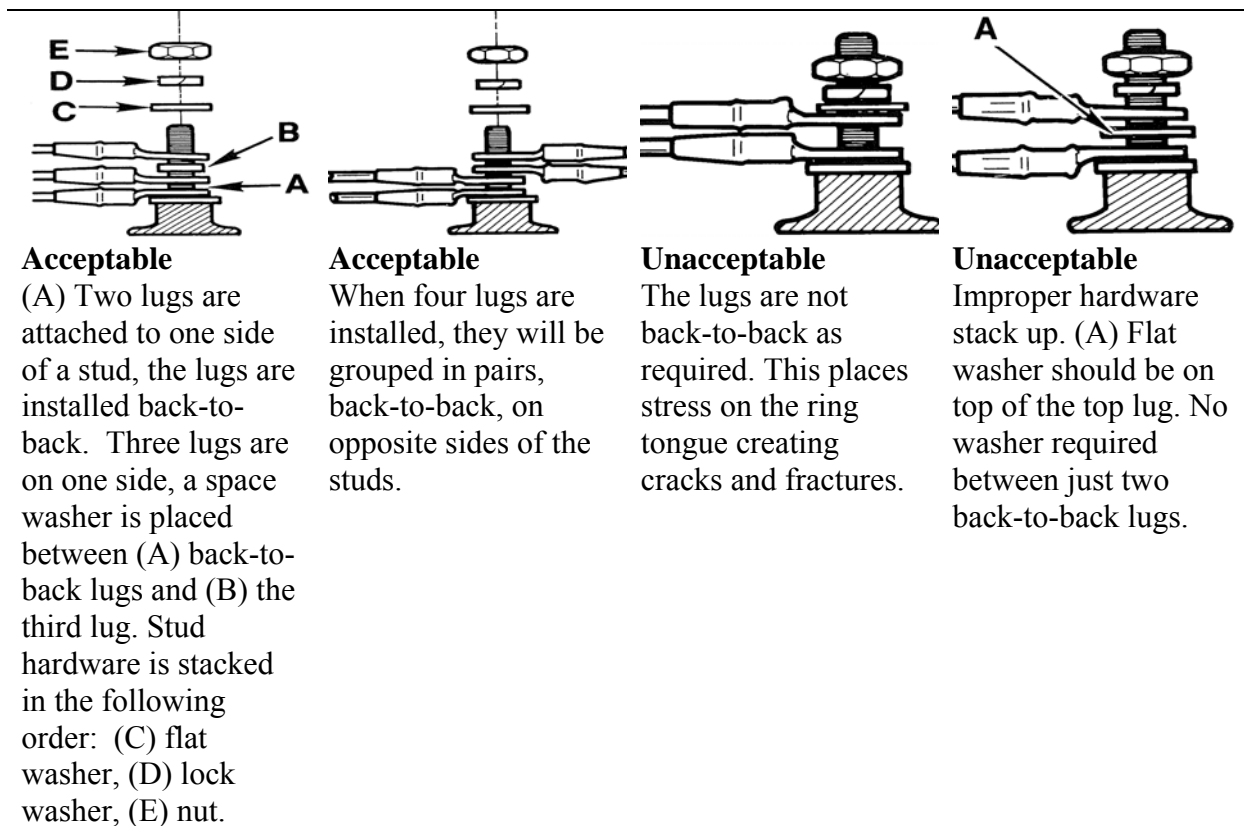 E
D
C
B
A
A
Acceptable
(A) Two lugs are
attached to one side
of a stud, the lugs are
installed back-to-
back.  Three lugs are
on one side, a space
washer is placed
between (A) back-to-
back lugs and (B) the
third lug. Stud
hardware is stacked
in the following
order:  (C) flat
washer, (D) lock
washer, (E) nut.
Acceptable
When four lugs are
installed, they will be
grouped in pairs,
back-to-back, on
opposite sides of the
studs.
Unacceptable
The lugs are not
back-to-back as
required. This places
stress on the ring
tongue creating
cracks and fractures.
Unacceptable
Improper hardware
stack up. (A) Flat
washer should be on
top of the top lug. No
washer required
between just two
back-to-back lugs.